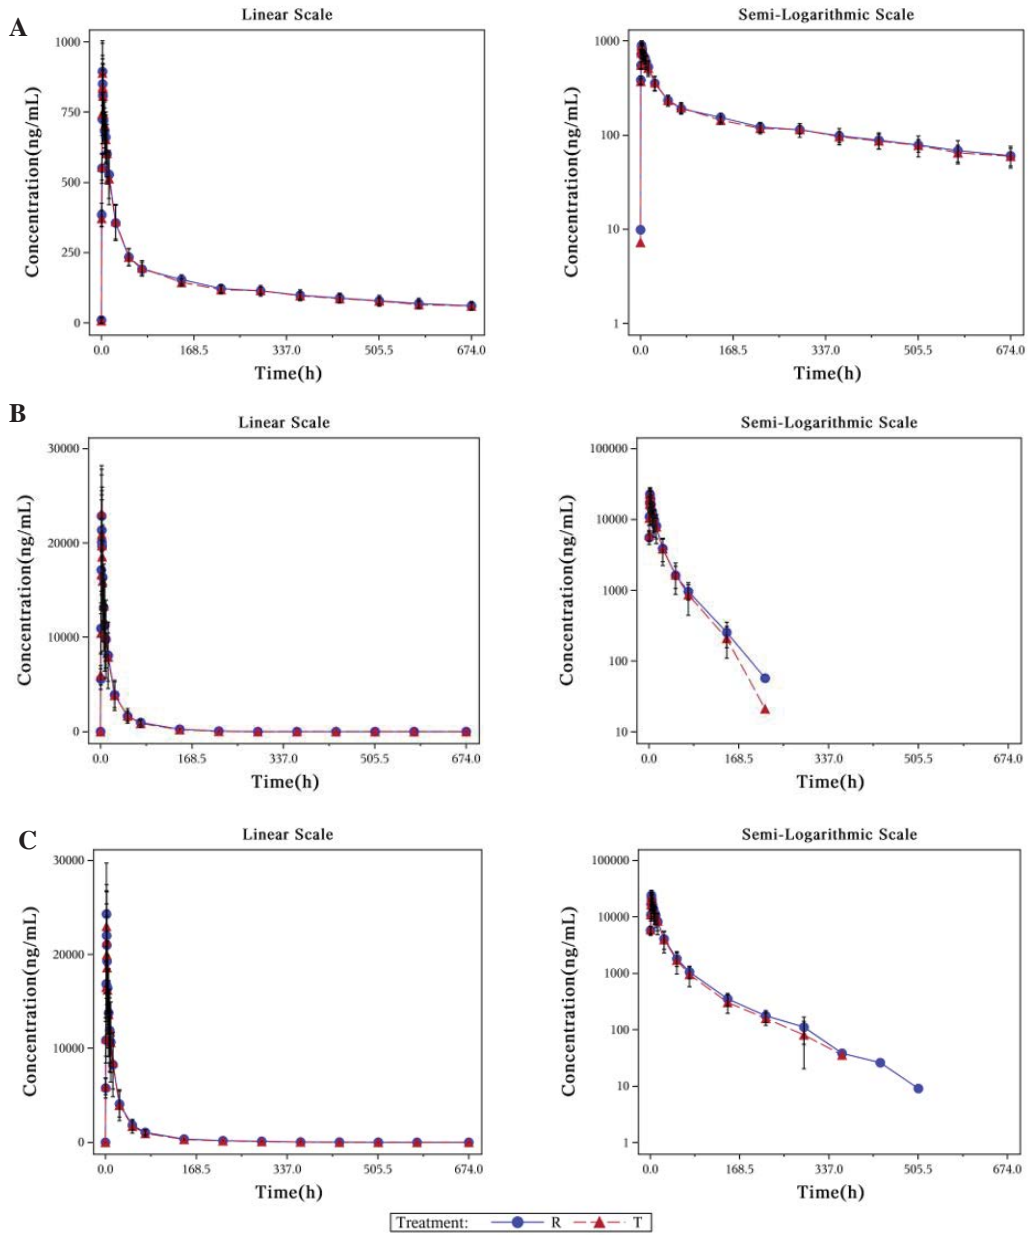 A
Linear Scale
Concentration(ng/mL)
1000
750
500
250
0
0.0 168.5 337.0 505.5 674.0
Time(h)
Semi-Logarithmic Scale
Concentration(ng/mL)
1000
100
10
1
0.0 168.5 337.0 505.5 674.0
Time(h)
B
Linear Scale
Concentration(ng/mL)
30000
20000
10000
0
0.0 168.5 337.0 505.5 674.0
Time(h)
Semi-Logarithmic Scale
Concentration(ng/mL)
100000
10000
1000
100
10
0.0 168.5 337.0 505.5 674.0
Time(h)
C
Linear Scale
Concentration(ng/mL)
30000
20000
10000
0
0.0 168.5 337.0 505.5 674.0
Time(h)
Semi-Logarithmic Scale
Concentration(ng/mL)
100000
10000
1000
100
10
1
0.0 168.5 337.0 505.5 674.0
Time(h)
Treatment: R T